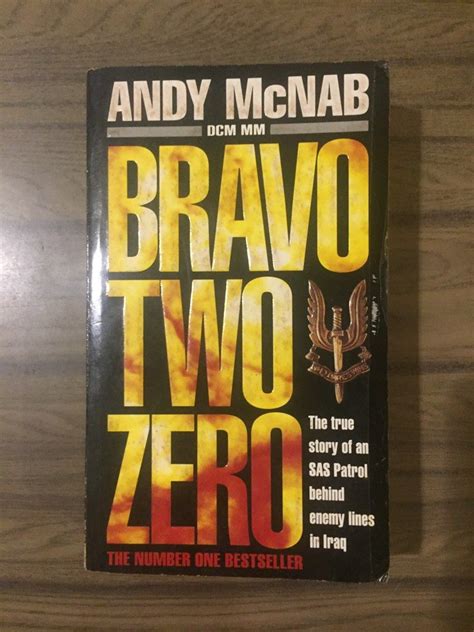 ANDY McNAB
DCM MM
BRAVO
TWO
ZERO
The true
story of an
SAS Patrol
behind
enemy lines
in Iraq
THE NUMBER ONE BESTSELLER